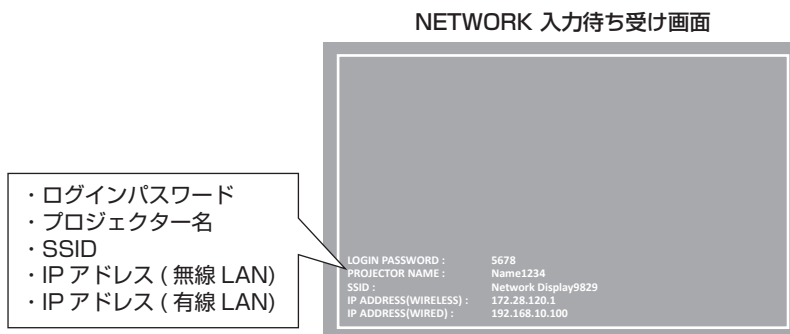 NETWORK 入力待ち受け画面
・ログインパスワード
・プロジェクター名
・SSID
・IP アドレス ( 無線 LAN)
・IP アドレス ( 有線 LAN)
LOGIN PASSWORD : 5678
PROJECTOR NAME : Name1234
SSID : Network Display9829
IP ADDRESS(WIRELESS) : 172.28.120.1
IP ADDRESS(WIRED) : 192.168.10.100